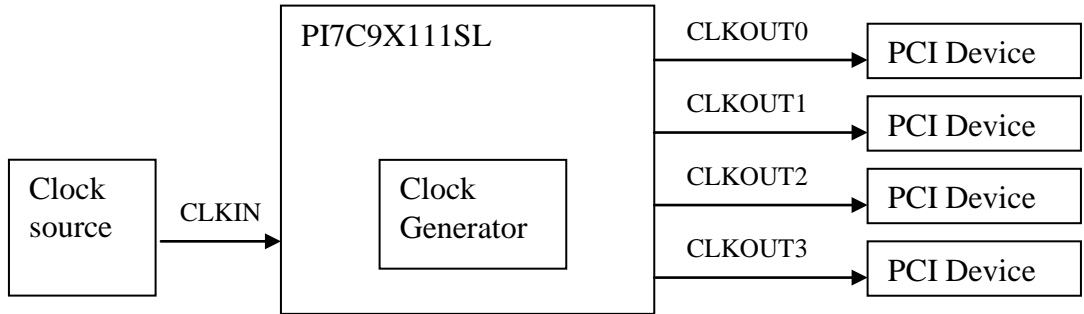 PI7C9X111SL
Clock
source
CLKIN
Clock
Generator
CLKOUT0
PCI Device
CLKOUT1
PCI Device
CLKOUT2
PCI Device
CLKOUT3
PCI Device